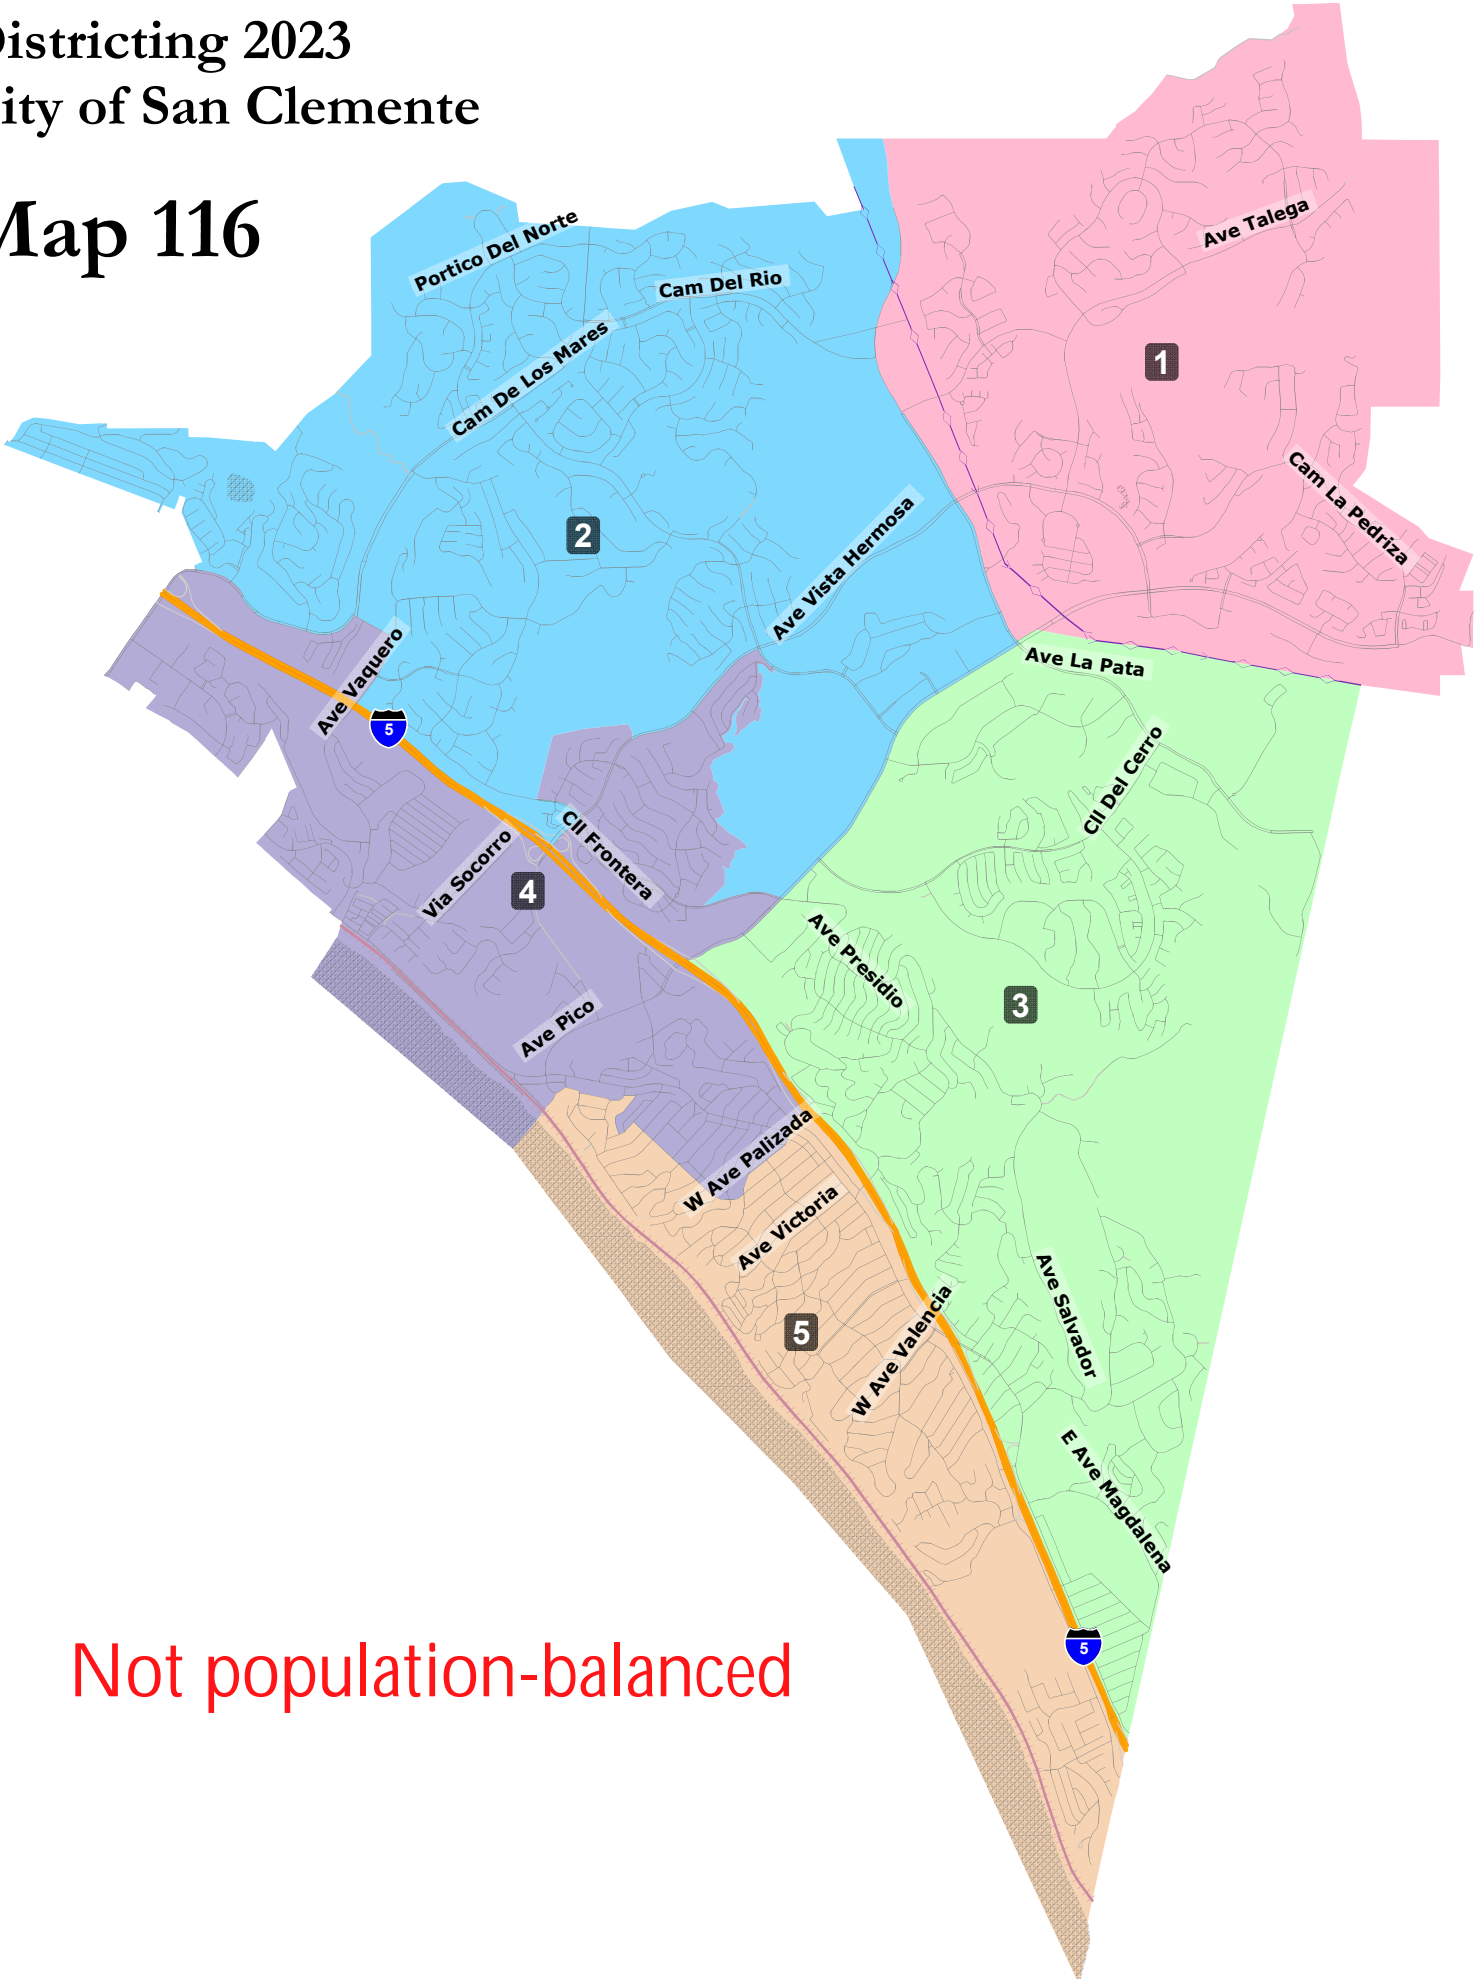 Districting 2023
ity of San Clemente
Map 116
Portico Del Norte
Cam Del Rio
Ave Talega
Cam De Los Mares
1
Cam La Pedriza
2
Ave Vista Hermosa
Ave La Pata
Ave Vaquero
5
Cll Del Cerro
Cll Frontera
Via Socorro
4
Ave Presidio
3
Ave Pico
W Ave Palizada
Ave Victoria
Ave Salvador
5
W Ave Valencia
E Ave Magdalena
5
Not population-balanced